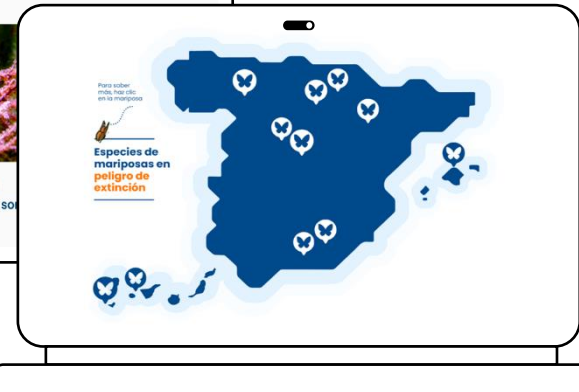 Para saber
más, haz clic
en la mariposa
Especies de
mariposas en
peligro de
extinción